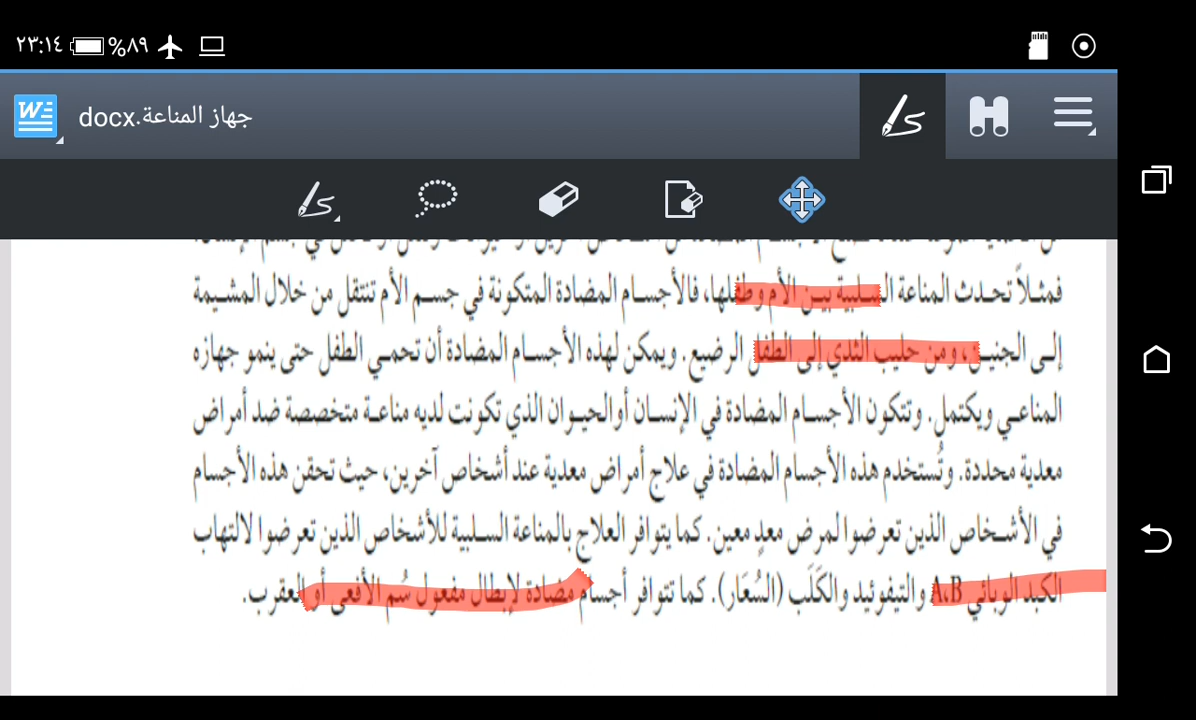 ٢٣:١٤ %٨٩
جهاز المناعة.docx
فمثلاً تحدث المناعة السلبية بين الأم وطفلها، فالأجسام المضادة المتكونة في جسم الأم تنتقل من خلال المشيمة
إلى الجنين، ومن حليب الثدي إلى الطفل الرضيع. ويمكن لهذه الأجسام المضادة أن تحمي الطفل حتى ينمو جهازه
المناعي ويكتمل. وتتكون الأجسام المضادة في الإنسان أو الحيوان الذي تكونت لديه مناعة متخصصة ضد أمراض
معدية محددة. وتُستخدم هذه الأجسام المضادة في علاج أمراض معدية عند أشخاص آخرين، حيث تحقن هذه الأجسام
في الأشخاص الذين تعرضوا لمرض معدٍ معين. كما يتوافر العلاج بالمناعة السلبية للأشخاص الذين تعرضوا لالتهاب
الكبد الوبائي A،B والتيفوئيد والكَلَب (السُعَار). كما تتوافر أجسام مضادة لإبطال مفعول سُم الأفعى أو العقرب.